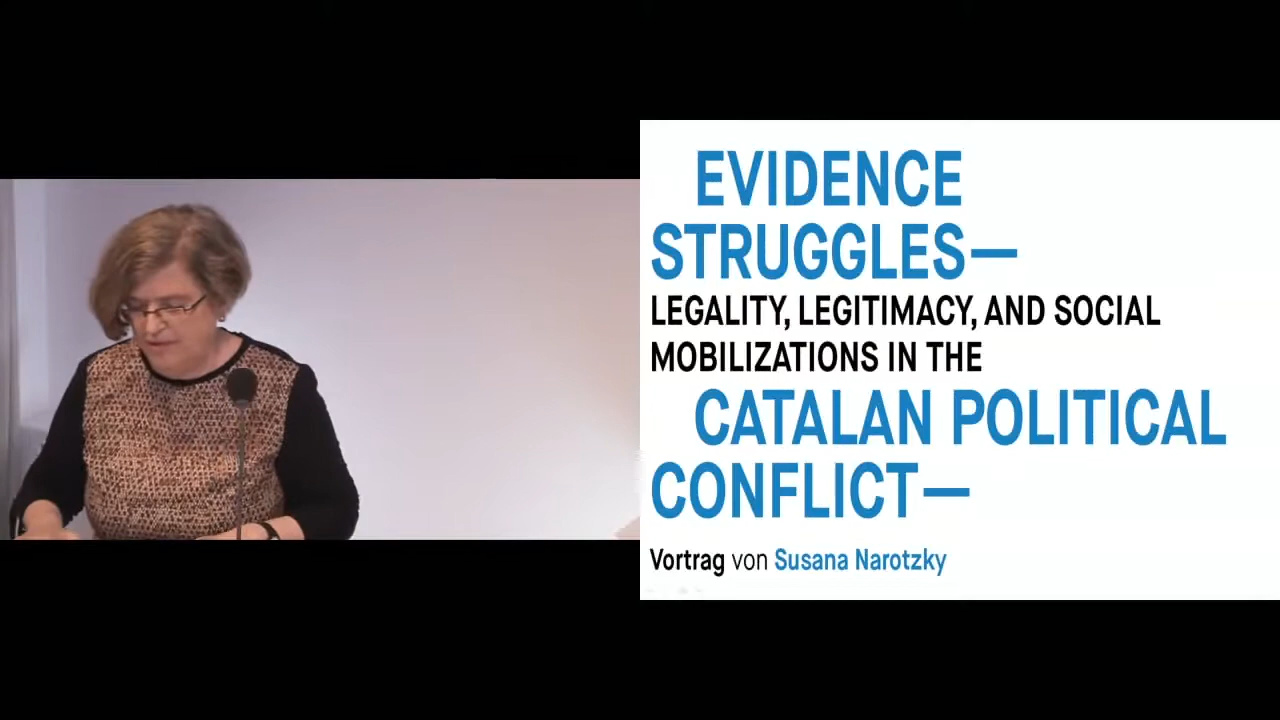 EVIDENCE
STRUGGLES—
LEGALITY, LEGITIMACY, AND SOCIAL
MOBILIZATIONS IN THE
CATALAN POLITICAL
CONFLICT—
Vortrag von Susana Narotzky